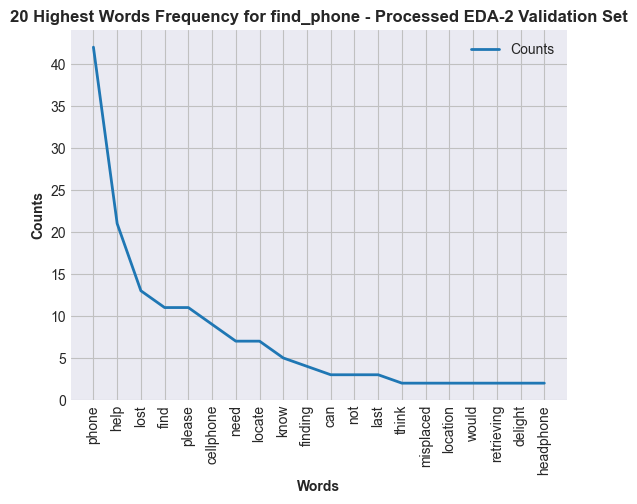 20 Highest Words Frequency for find_phone - Processed EDA-2 Validation Set
Counts
40
35
30
25
20
15
10
5
0
Counts
phone
help
lost
find
please
cellphone
need
locate
know
finding
can
not
last
think
misplaced
location
would
retrieving
delight
headphone
Words